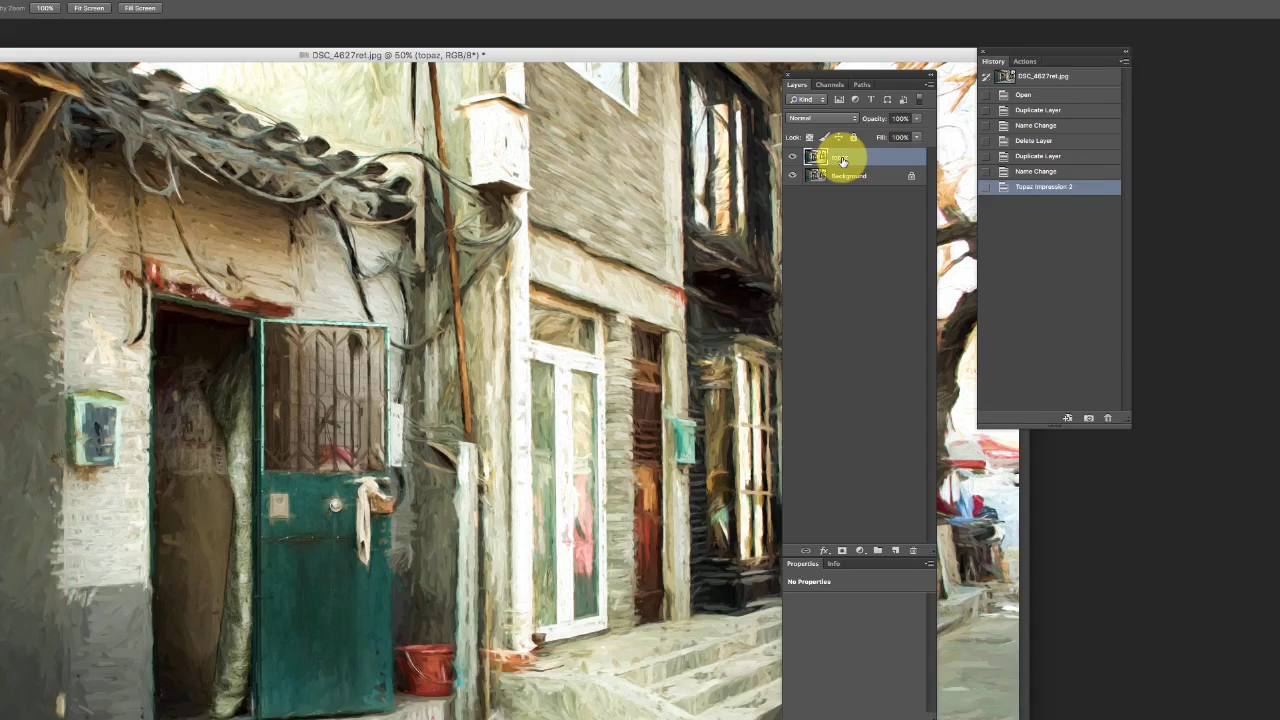 by Zoom 100% Fit Screen Fill Screen
DSC_4627ret.jpg @ 50% (topaz, RGB/8*) *
History Actions
DSC_4627ret.jpg
Open
Duplicate Layer
Name Change
Delete Layer
Duplicate Layer
Name Change
Topaz Impression 2
Layers Channels Paths
Kind
Normal Opacity: 100%
Lock: Fill: 100%
Background
Properties Info
No Properties